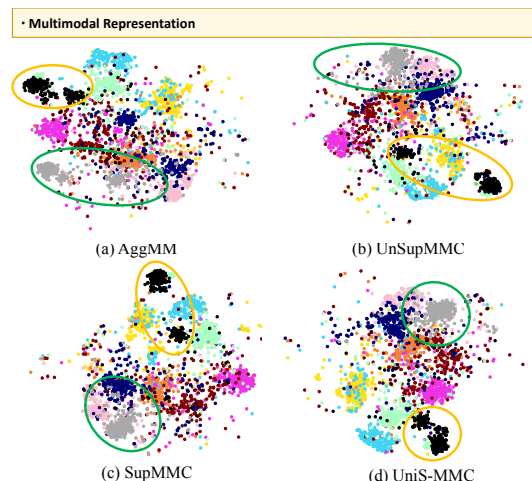 · Multimodal Representation
(a) AggMM
(b) UnSupMMC
(c) SupMMC
(d) UniS-MMC